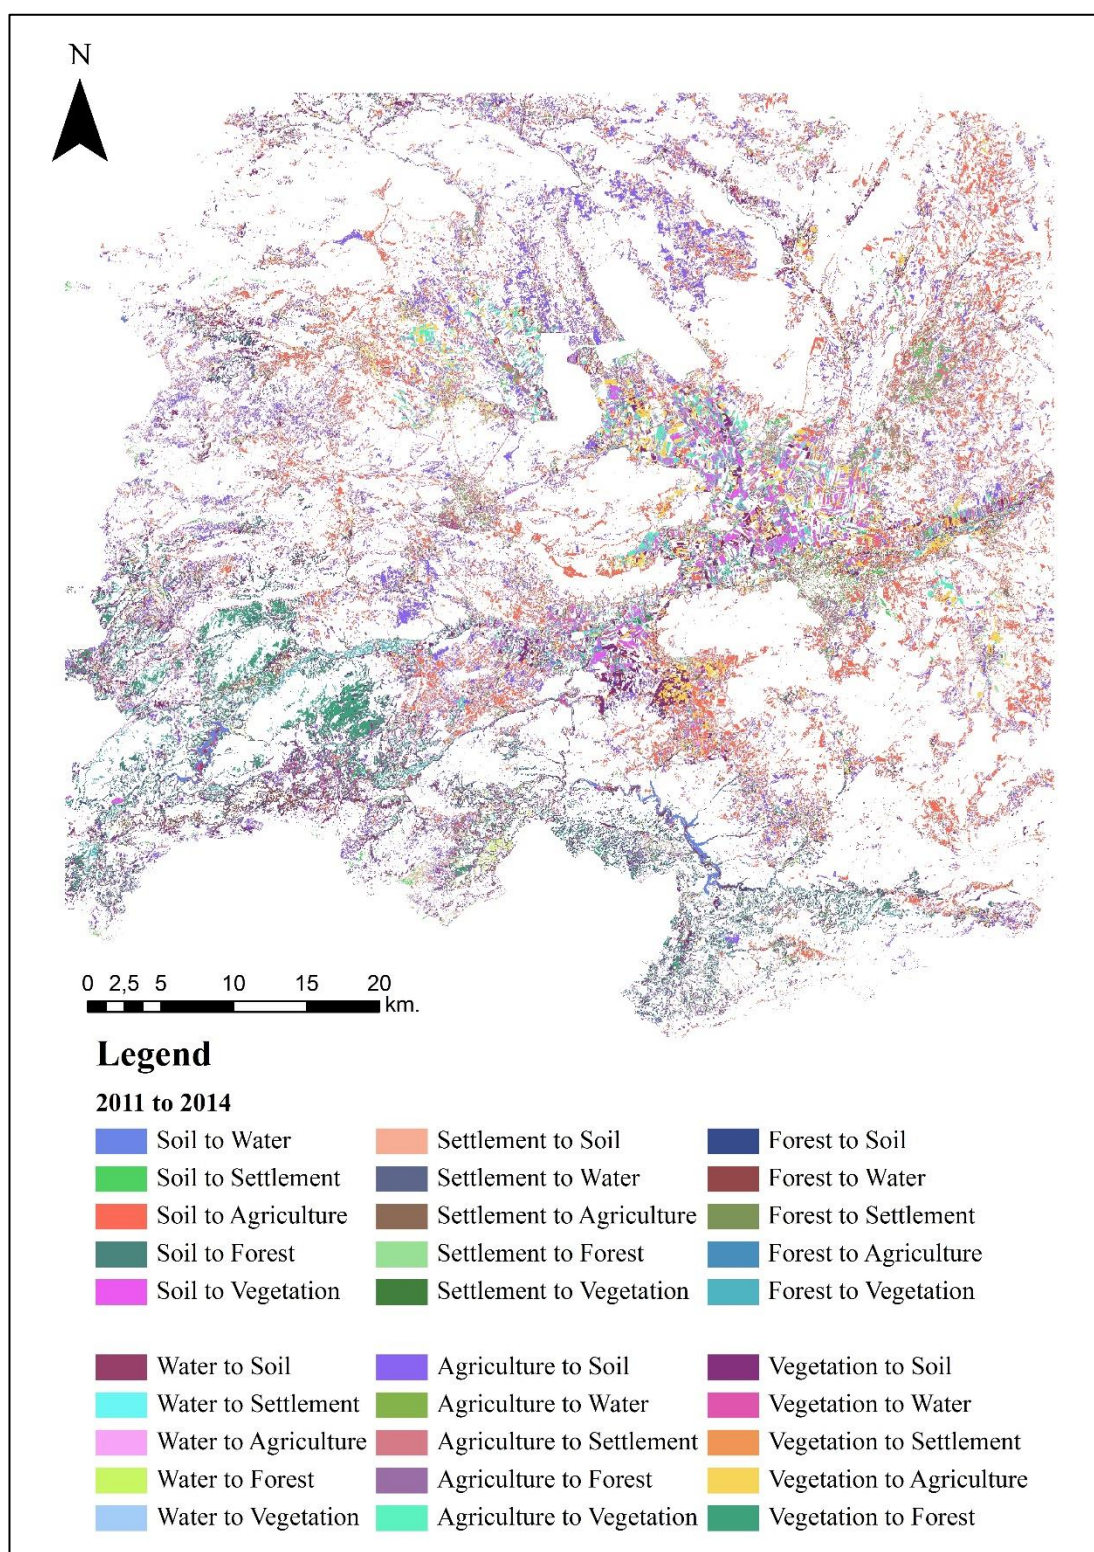 N
0 2,5 5 10 15 20
km.
Legend
2011 to 2014
Soil to Water Settlement to Soil Forest to Soil
Soil to Settlement Settlement to Water Forest to Water
Soil to Agriculture Settlement to Agriculture Forest to Settlement
Soil to Forest Settlement to Forest Forest to Agriculture
Soil to Vegetation Settlement to Vegetation Forest to Vegetation
Water to Soil Agriculture to Soil Vegetation to Soil
Water to Settlement Agriculture to Water Vegetation to Water
Water to Agriculture Agriculture to Settlement Vegetation to Settlement
Water to Forest Agriculture to Forest Vegetation to Agriculture
Water to Vegetation Agriculture to Vegetation Vegetation to Forest